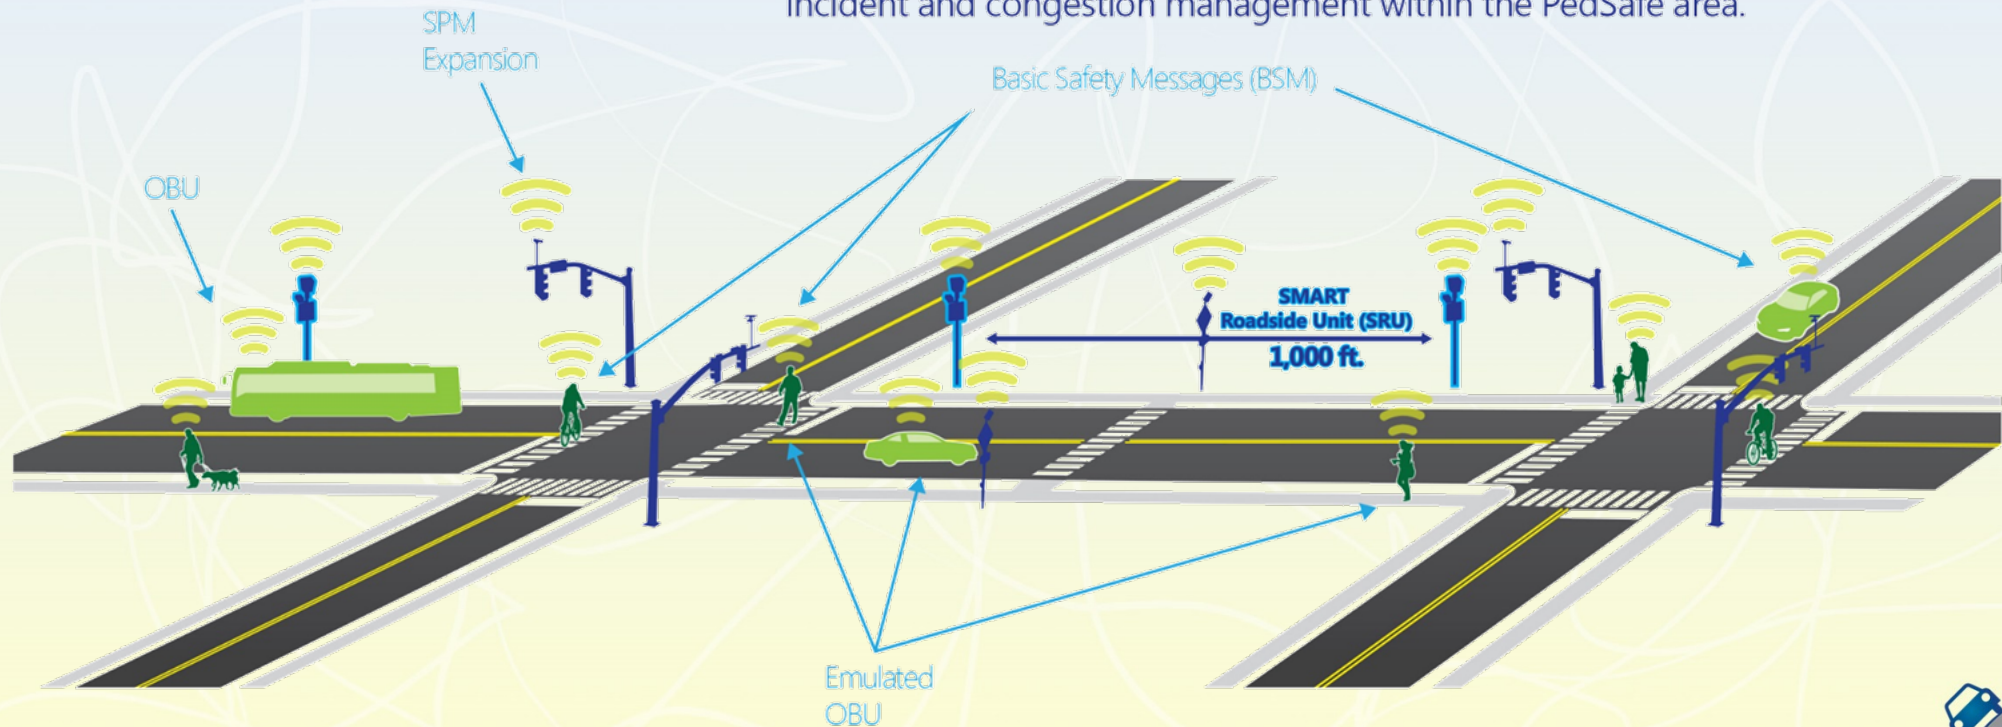 incident and congestion management within the PedSafe area.
SPM
Expansion
Basic Safety Messages (BSM)
OBU
SMART
Roadside Unit (SRU)
1,000 ft.
Emulated
OBU